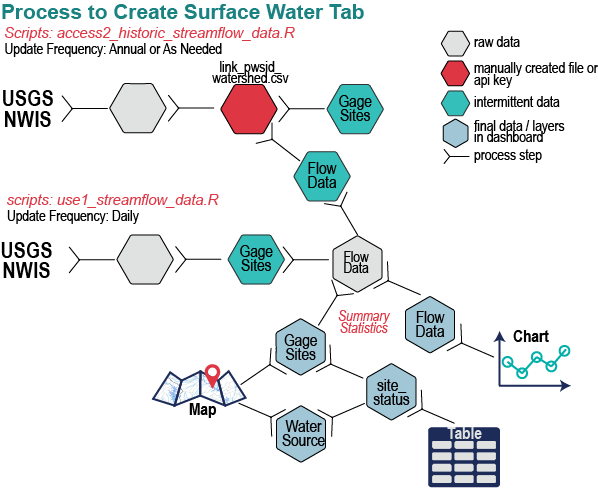 Process to Create Surface Water Tab
Scripts: access2_historic_streamflow_data.R
Update Frequency: Annual or As Needed
raw data
manually created file or
api key
intermittent data
final data / layers
in dashboard
process step
USGS
NWIS
link_pwsid_
watershed.csv
Gage
Sites
Flow
Data
scripts: use1_streamflow_data.R
Update Frequency: Daily
USGS
NWIS
Gage
Sites
Flow
Data
Summary
Statistics
Flow
Data
Chart
Gage
Sites
site_
status
Map
Water
Source
Table